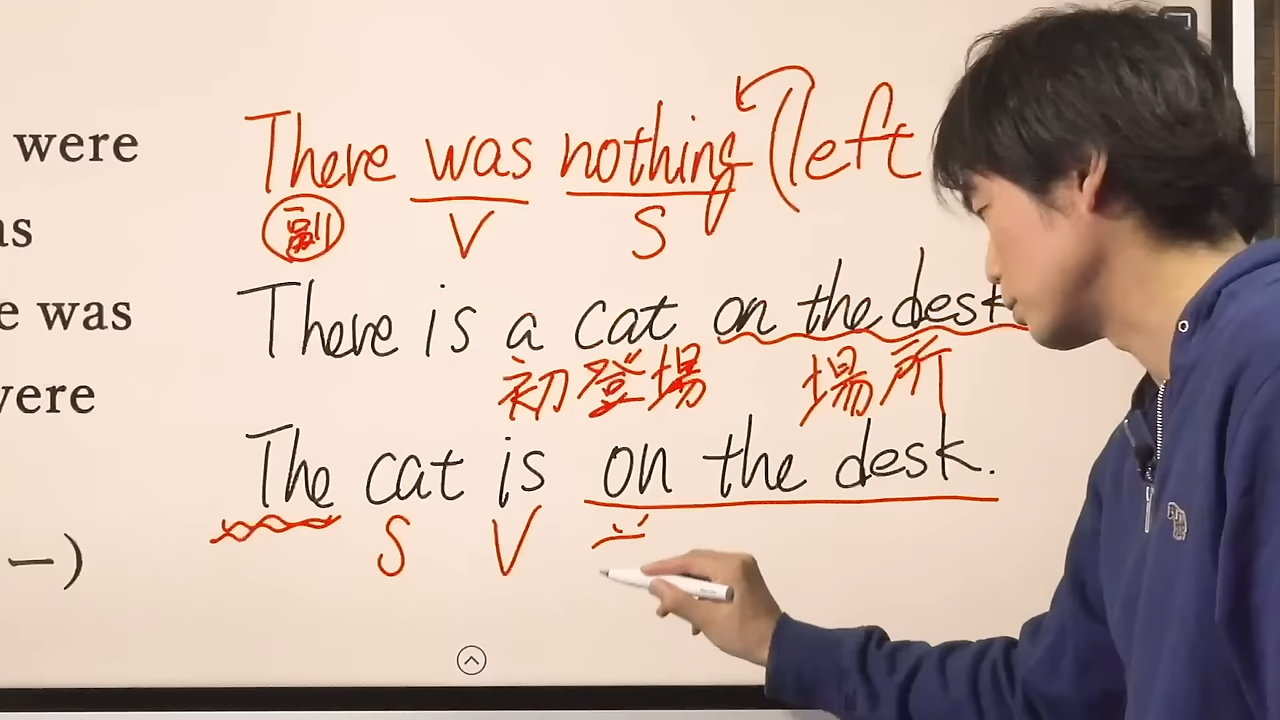 were
There was nothing (left
as
副 V S
e was
There is a cat on the desk
初登場 場所
were
The cat is on the desk.
S V
–)